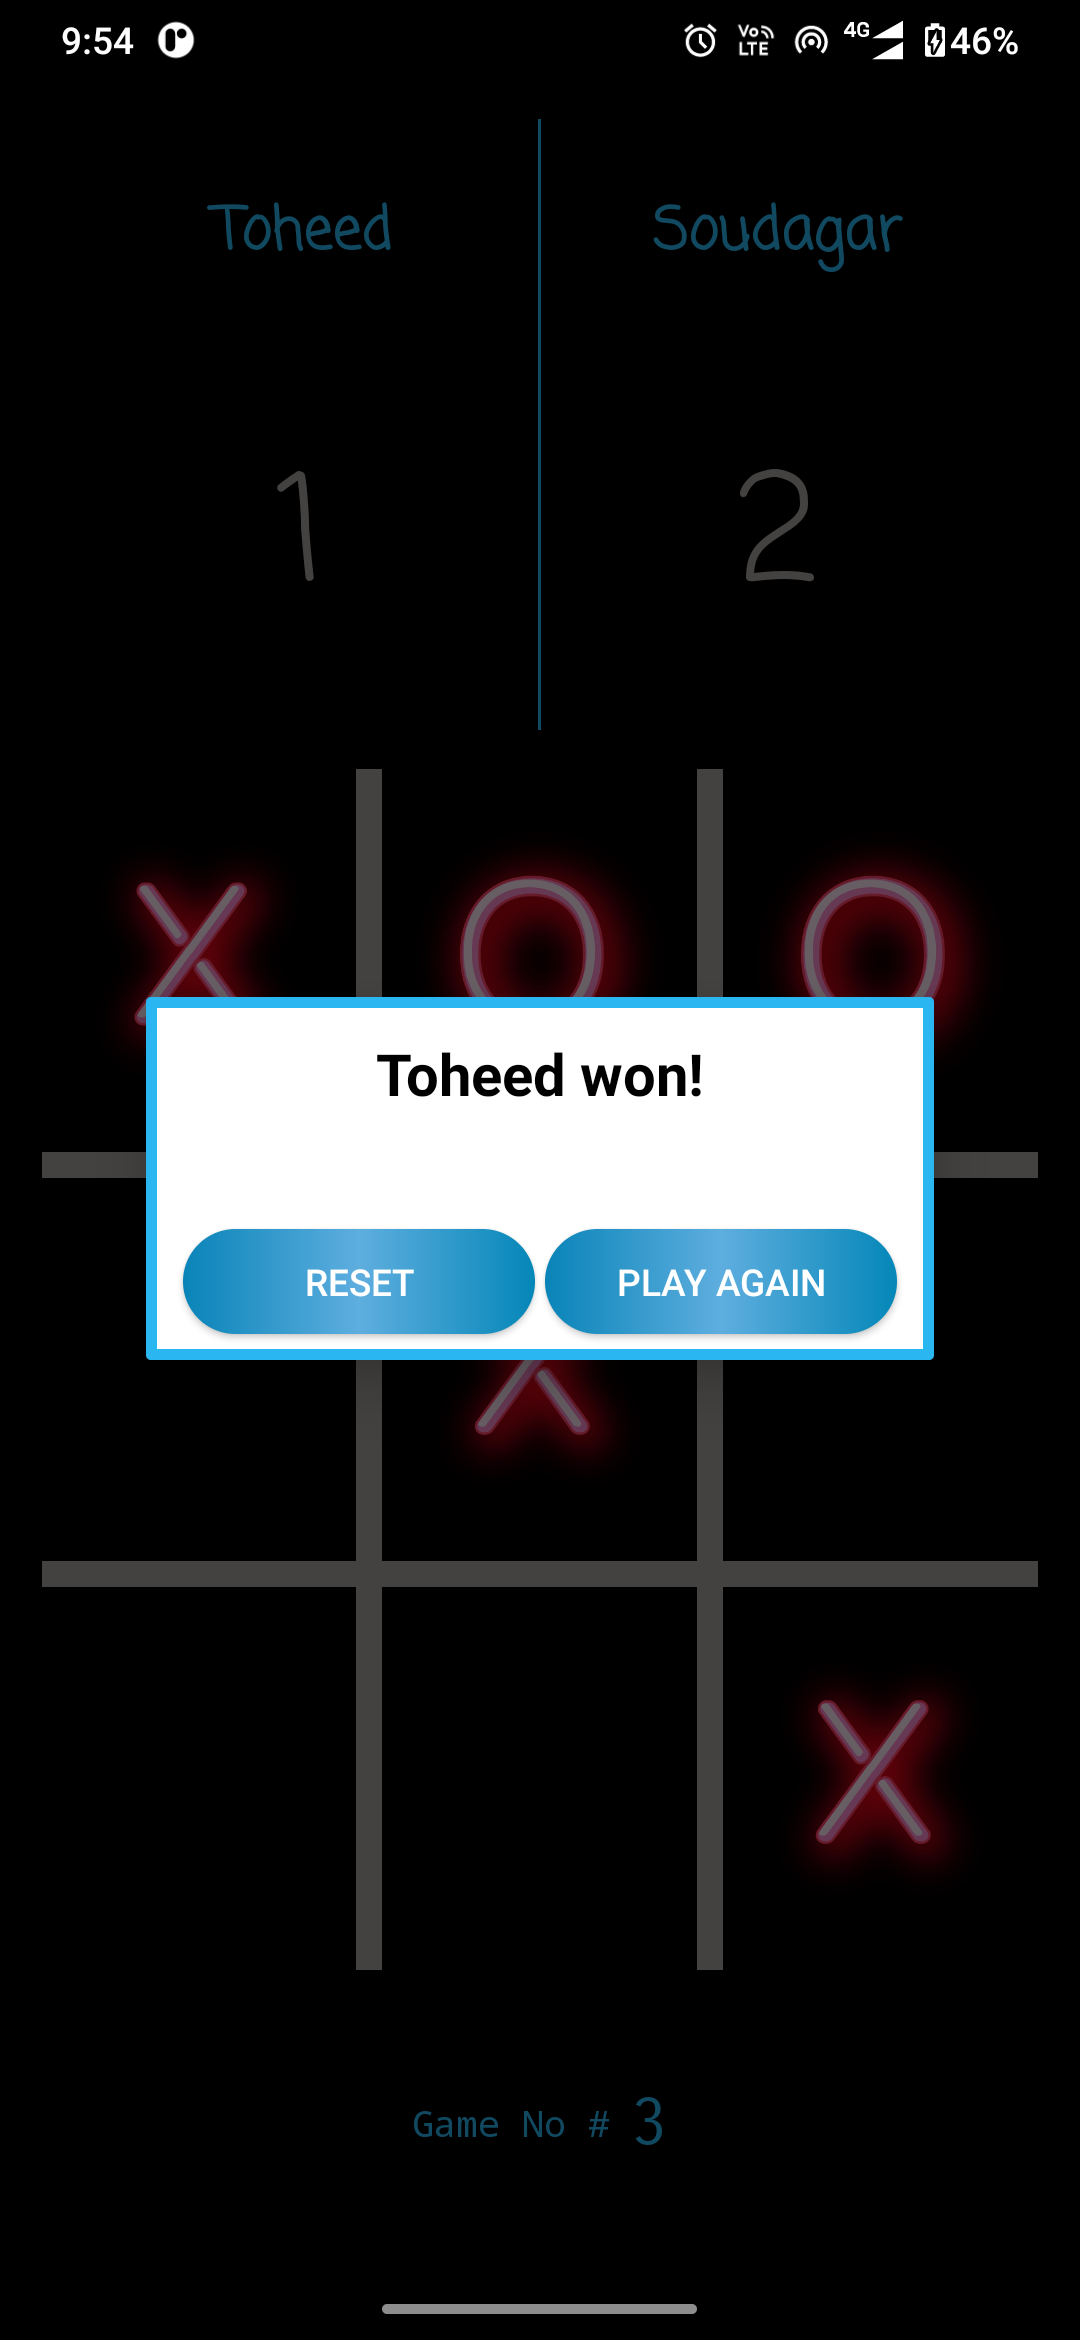 9:54 Vo LTE 4G 46%
Toheed Soudagar
1 2
X O O
Toheed won!
RESET PLAY AGAIN
X
X
Game No # 3